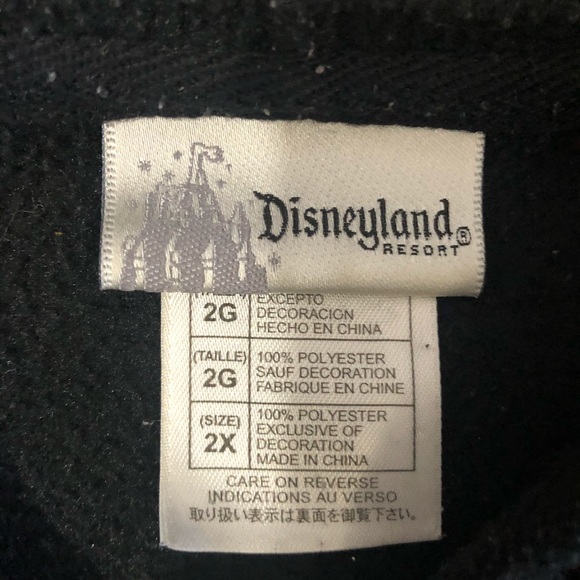 Disneyland®
RESORT
2G
EXCEPTO
DECORACION
HECHO EN CHINA
(TAILLE)
2G
100% POLYESTER
SAUF DECORATION
FABRIQUE EN CHINE
(SIZE)
2X
100% POLYESTER
EXCLUSIVE OF
DECORATION
MADE IN CHINA
CARE ON REVERSE
INDICATIONS AU VERSO
取り扱い表示は裏面を御覧下さい。